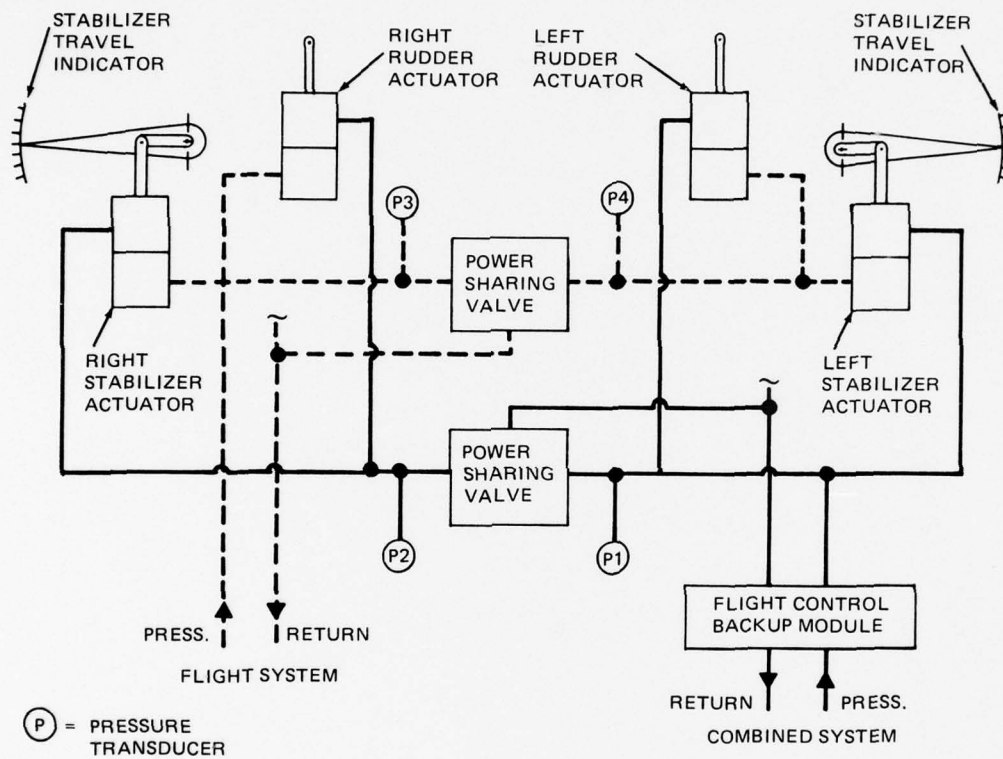 STABILIZER
TRAVEL
INDICATOR
RIGHT
RUDDER
ACTUATOR
LEFT
RUDDER
ACTUATOR
STABILIZER
TRAVEL
INDICATOR
P3
P4
POWER
SHARING
VALVE
RIGHT
STABILIZER
ACTUATOR
LEFT
STABILIZER
ACTUATOR
POWER
SHARING
VALVE
P2
P1
FLIGHT CONTROL
BACKUP MODULE
PRESS.
RETURN
FLIGHT SYSTEM
RETURN
PRESS.
COMBINED SYSTEM
P = PRESSURE
TRANSDUCER